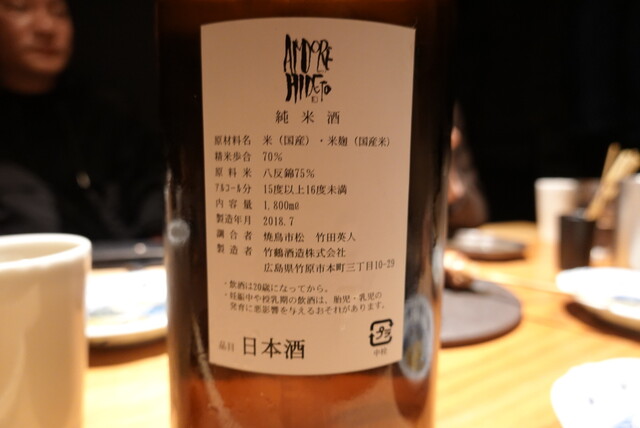 AMORE
HIDETO
純米酒
原材料名 米（国産）・米麹（国産米）
精米歩合 70％
原料米 八反錦75％
アルコール分 15度以上16度未満
内容量 1,800mℓ
製造年月 2018.7
調合者 焼鳥市松 竹田英人
製造者 竹鶴酒造株式会社
広島県竹原市本町三丁目10-29
・飲酒は20歳になってから。
・妊娠中や授乳期の飲酒は、胎児・乳児の
発育に悪影響を与えるおそれがあります。
プラ
中栓
品目 日本酒